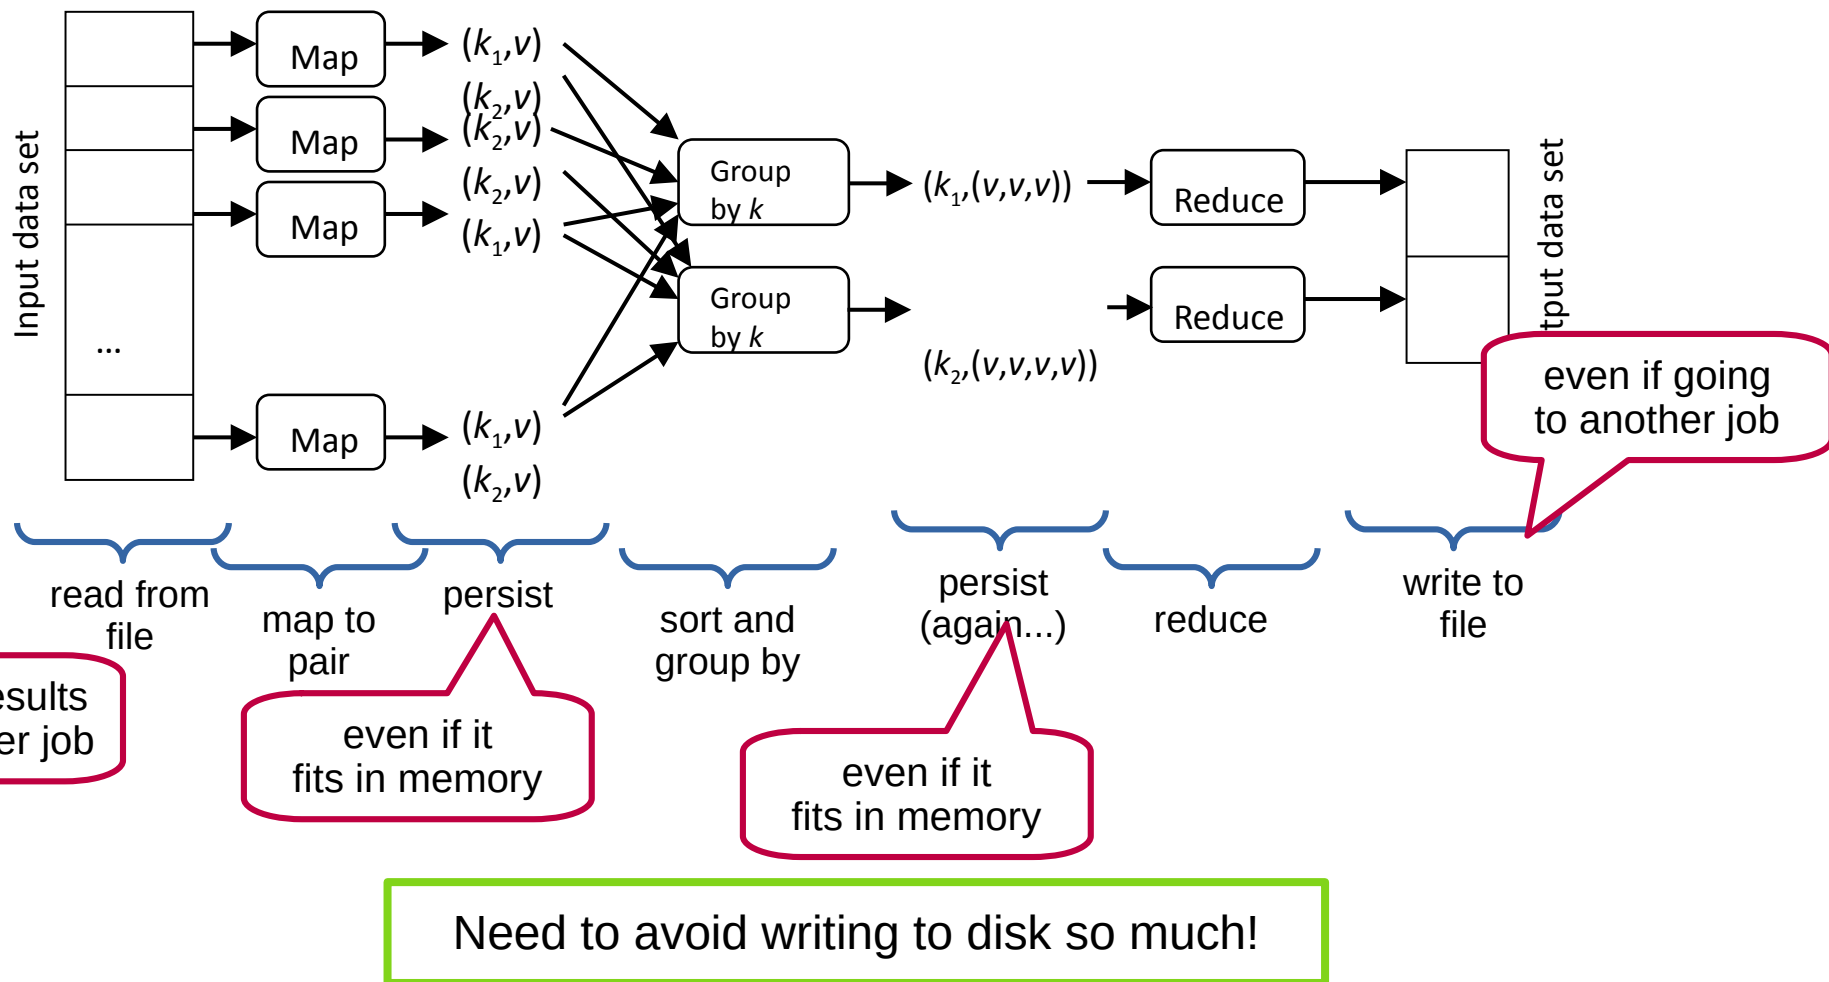 Input data set
...
Map
Map
Map
Map
(k₁,v)
(k₂,v)
(k₂,v)
(k₂,v)
(k₁,v)
(k₁,v)
(k₂,v)
Group
by k
Group
by k
(k₁,(v,v,v))
(k₂,(v,v,v,v))
Reduce
Reduce
data set
even if going
to another job
read from
file
map to
pair
persist
sort and
group by
persist
(again...)
reduce
write to
file
job
even if it
fits in memory
even if it
fits in memory
Need to avoid writing to disk so much!